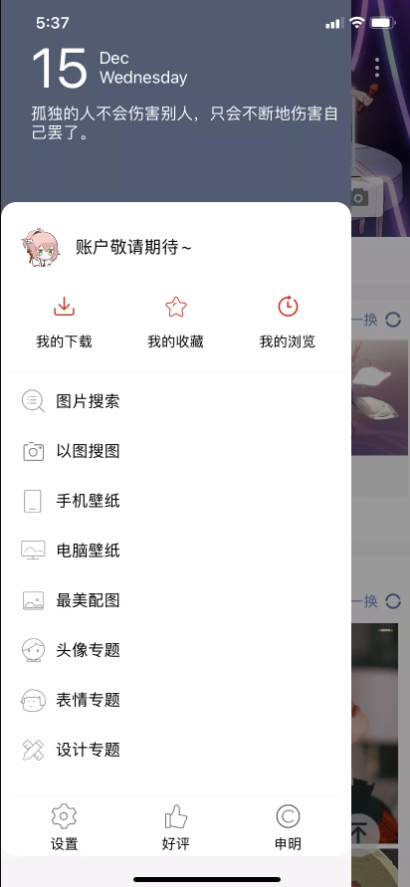 5:37
15
Dec
Wednesday
孤独的人不会伤害别人，只会不断地伤害自
己罢了。
账户敬请期待~
我的下载
我的收藏
我的浏览
一换
图片搜索
以图搜图
手机壁纸
电脑壁纸
最美配图
一换
头像专题
表情专题
设计专题
设置
好评
申明